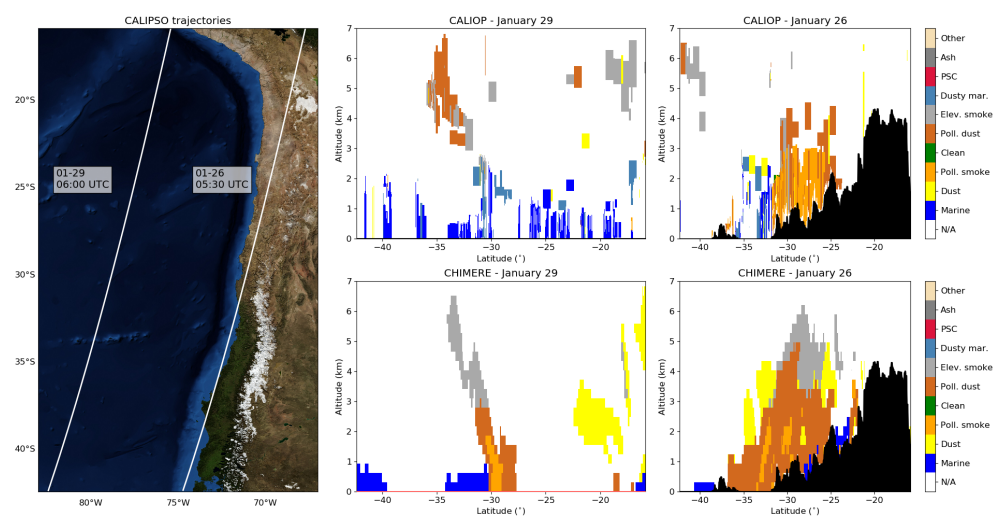 CALIPSO trajectories
20°S
25°S
30°S
35°S
40°S
80°W
75°W
70°W
01-29
06:00 UTC
01-26
05:30 UTC
CALIOP - January 29
Altitude (km)
7
6
5
4
3
2
1
0
−40
−35
−30
−25
−20
Latitude (°)
CALIOP - January 26
Altitude (km)
7
6
5
4
3
2
1
0
−40
−35
−30
−25
−20
Latitude (°)
Other
Ash
PSC
Dusty mar.
Elev. smoke
Poll. dust
Clean
Poll. smoke
Dust
Marine
N/A
CHIMERE - January 29
Altitude (km)
7
6
5
4
3
2
1
0
−40
−35
−30
−25
−20
Latitude (°)
CHIMERE - January 26
Altitude (km)
7
6
5
4
3
2
1
0
−40
−35
−30
−25
−20
Latitude (°)
Other
Ash
PSC
Dusty mar.
Elev. smoke
Poll. dust
Clean
Poll. smoke
Dust
Marine
N/A